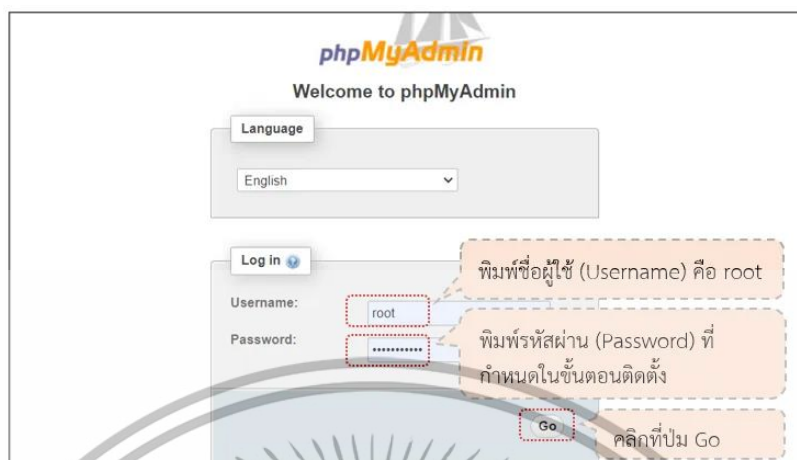 phpMyAdmin
Welcome to phpMyAdmin
Language
English
Log in
พิมพ์ชื่อผู้ใช้ (Username) คือ root
Username:
root
Password:
•••••••••••
พิมพ์รหัสผ่าน (Password) ที่
กำหนดในขั้นตอนติดตั้ง
Go
คลิกที่ปุ่ม Go